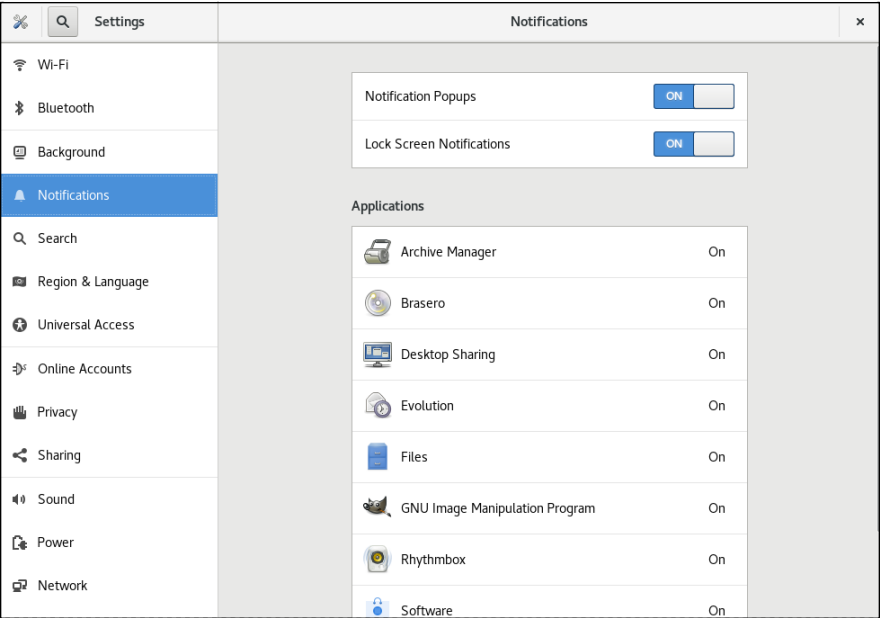 Settings
Notifications
Wi-Fi
Bluetooth
Background
Notifications
Search
Region & Language
Universal Access
Online Accounts
Privacy
Sharing
Sound
Power
Network
Notification Popups ON
Lock Screen Notifications ON
Applications
Archive Manager On
Brasero On
Desktop Sharing On
Evolution On
Files On
GNU Image Manipulation Program On
Rhythmbox On
Software On